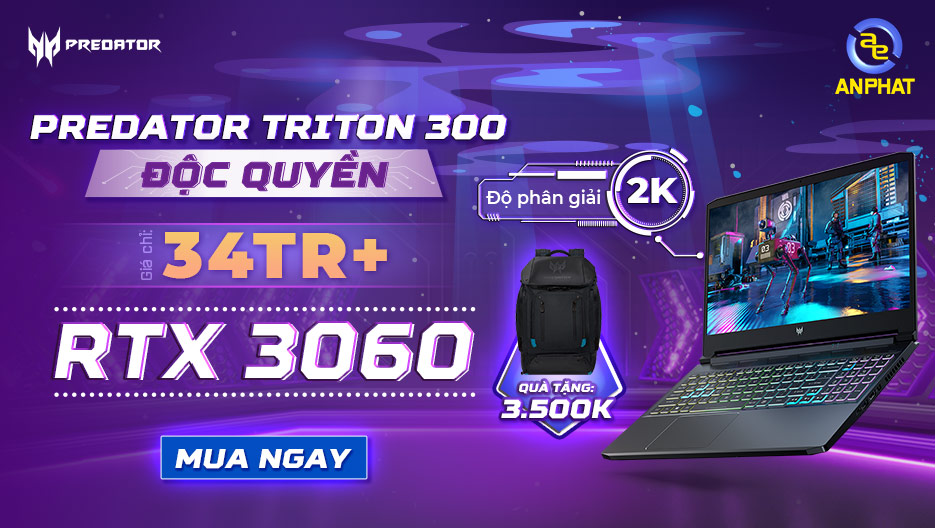 PREDATOR
ANPHAT
PREDATOR TRITON 300
ĐỘC QUYỀN
Độ phân giải 2K
Giá chỉ: 34TR+
RTX 3060
QUÀ TẶNG:
3.500K
MUA NGAY